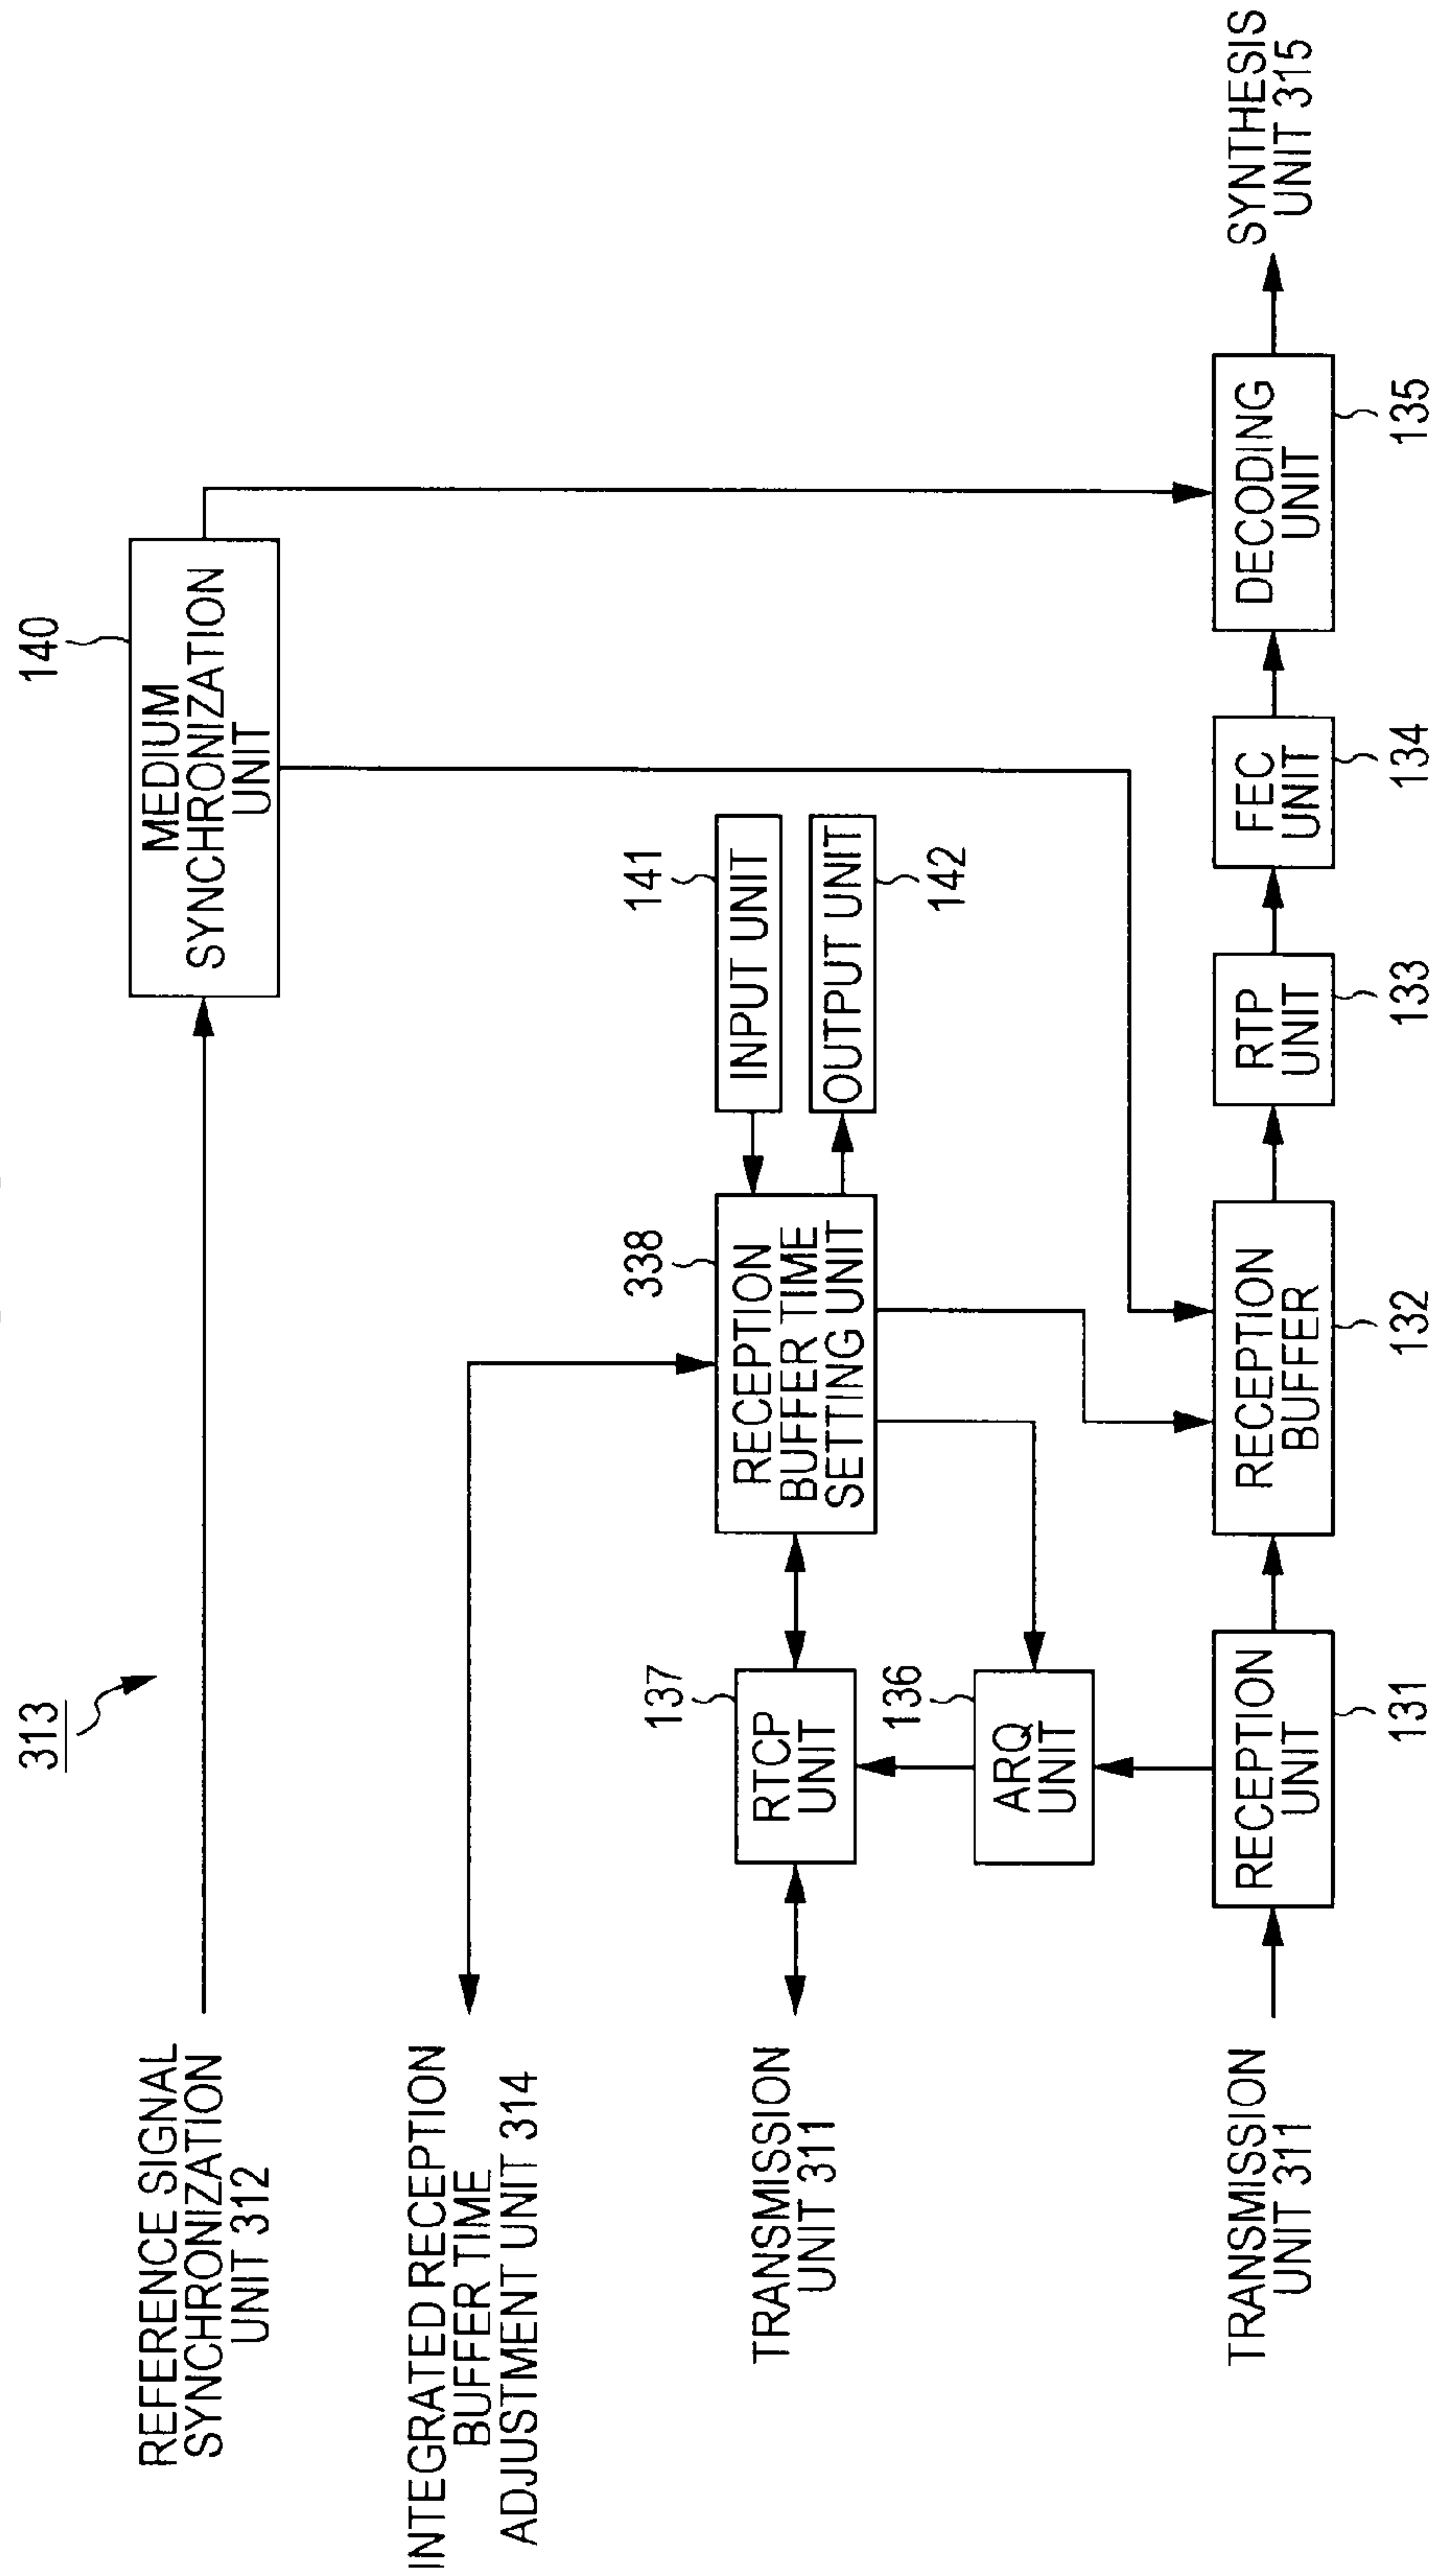 313
140
REFERENCE SIGNAL
SYNCHRONIZATION
UNIT 312
MEDIUM
SYNCHRONIZATION
UNIT
INTEGRATED RECEPTION
BUFFER TIME
ADJUSTMENT UNIT 314
338
141
INPUT UNIT
TRANSMISSION
UNIT 311
137
RTCP
UNIT
RECEPTION
BUFFER TIME
SETTING UNIT
OUTPUT UNIT
142
136
ARQ
UNIT
TRANSMISSION
UNIT 311
RECEPTION
UNIT
131
RECEPTION
BUFFER
132
RTP
UNIT
133
FEC
UNIT
134
DECODING
UNIT
135
SYNTHESIS
UNIT 315